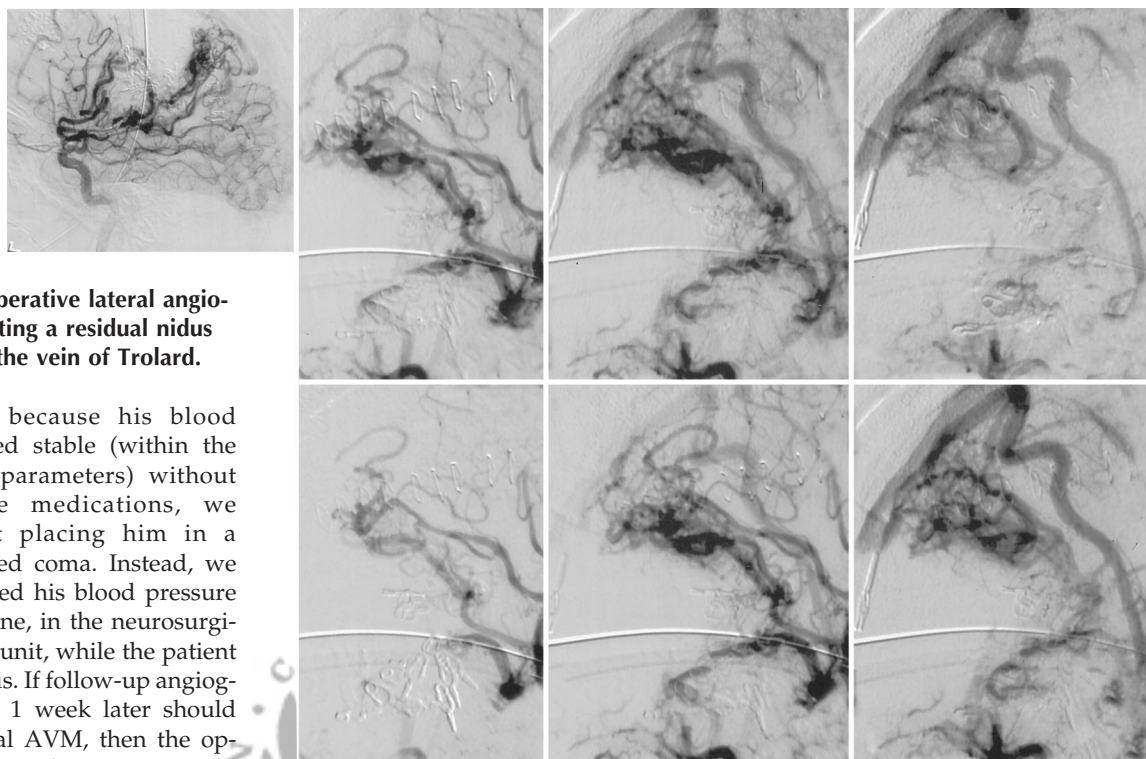 perative lateral angio-
ting a residual nidus
the vein of Trolard.
because his blood
ed stable (within the
parameters) without
e medications, we
t placing him in a
ed coma. Instead, we
ed his blood pressure
ne, in the neurosurgi-
unit, while the patient
us. If follow-up angiog-
1 week later should
al AVM, then the op-